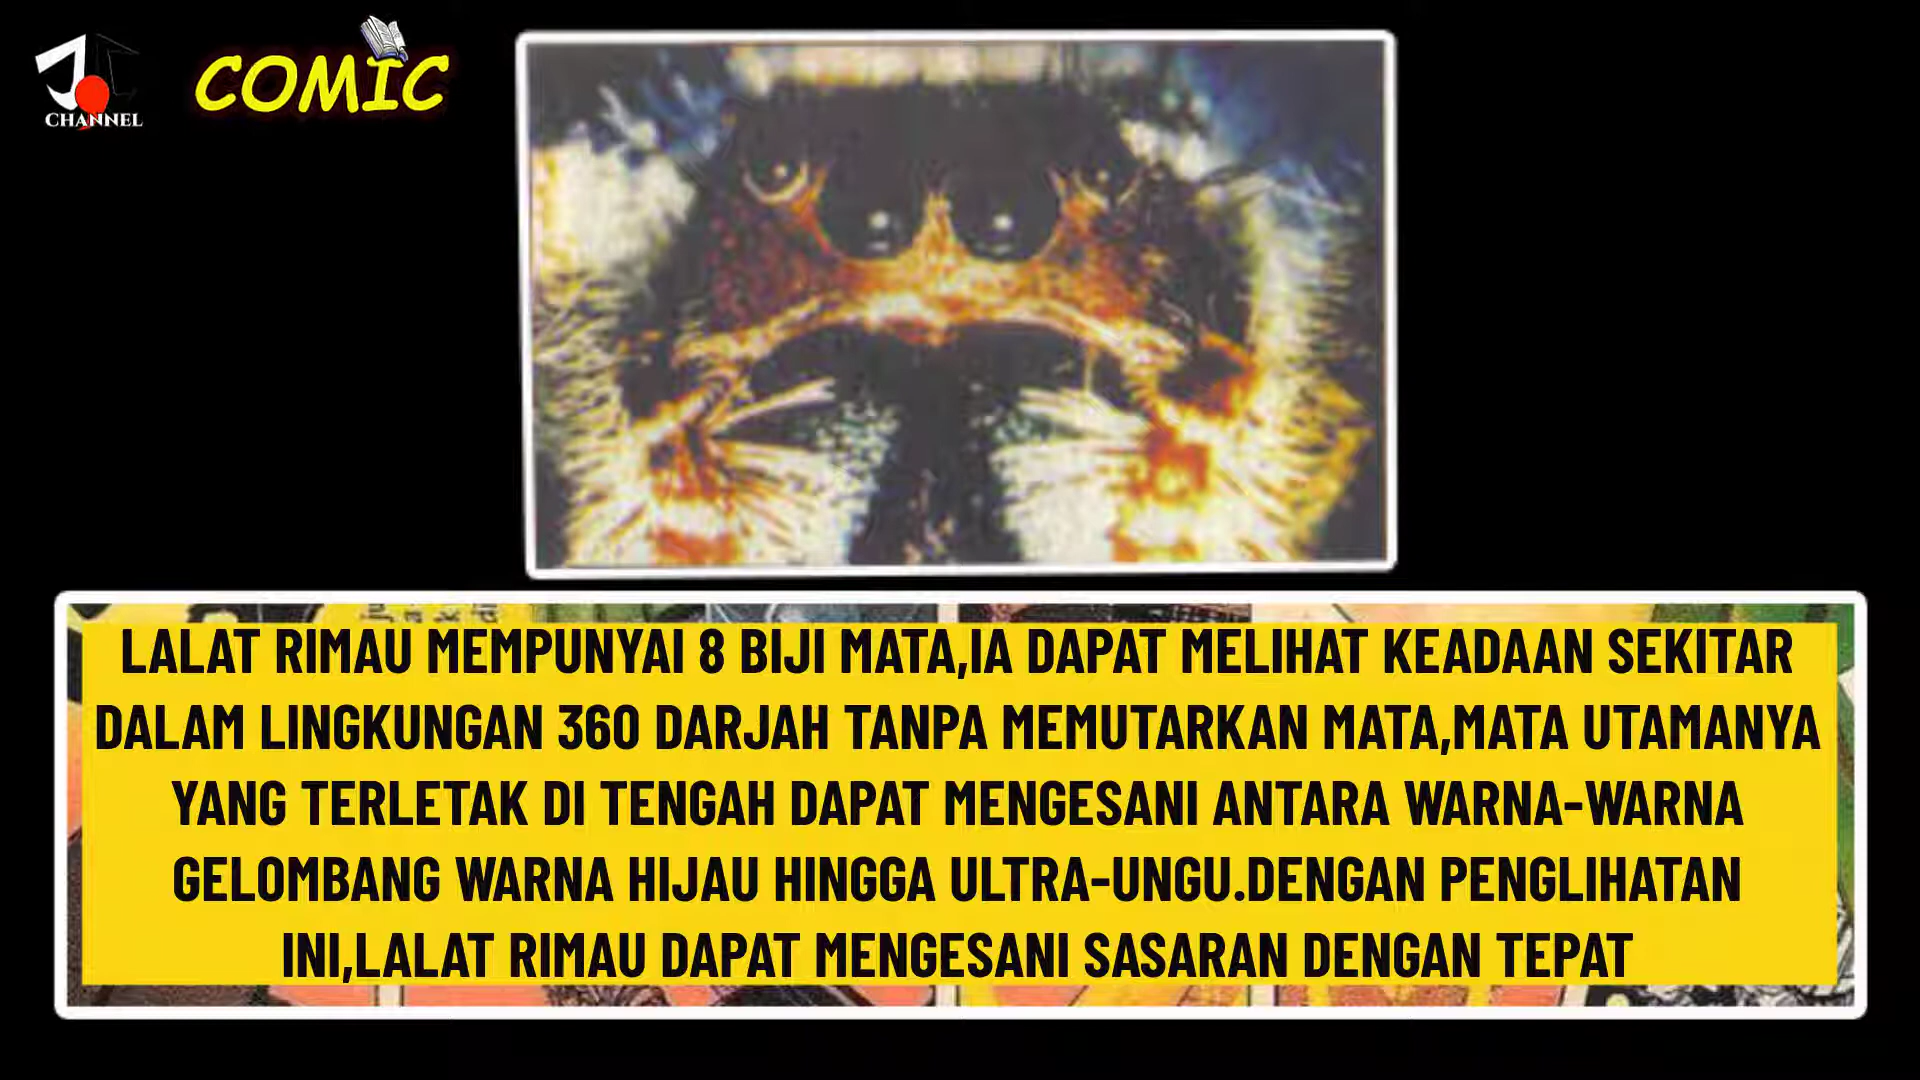 CHANNEL
COMIC
LALAT RIMAU MEMPUNYAI 8 BIJI MATA,IA DAPAT MELIHAT KEADAAN SEKITAR
DALAM LINGKUNGAN 360 DARJAH TANPA MEMUTARKAN MATA,MATA UTAMANYA
YANG TERLETAK DI TENGAH DAPAT MENGESANI ANTARA WARNA-WARNA
GELOMBANG WARNA HIJAU HINGGA ULTRA-UNGU.DENGAN PENGLIHATAN
INI,LALAT RIMAU DAPAT MENGESANI SASARAN DENGAN TEPAT